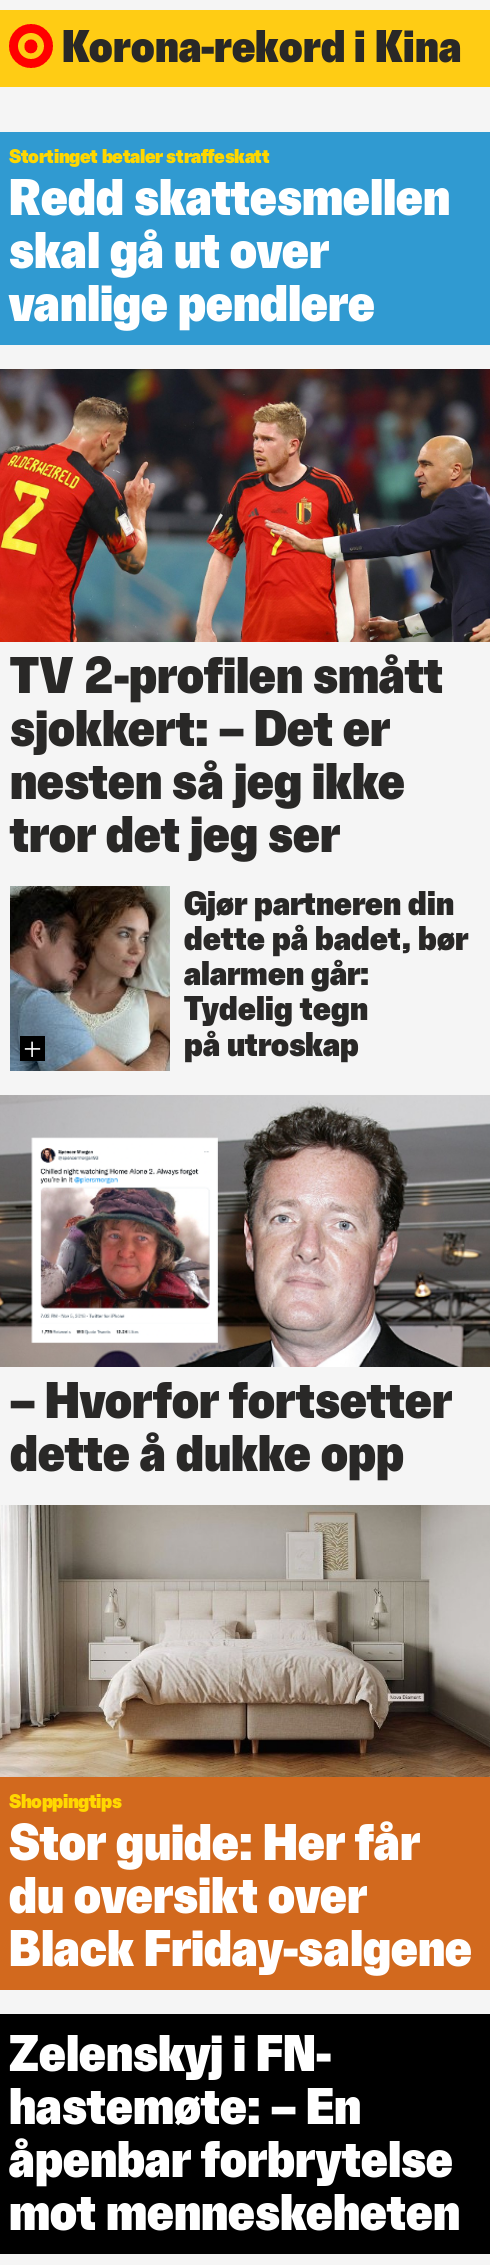 Korona-rekord i Kina
Stortinget betaler straffeskatt
Redd skattesmellen
skal gå ut over
vanlige pendlere
ALDERWEIRELD
2
7
TV 2-profilen smått
sjokkert: – Det er
nesten så jeg ikke
tror det jeg ser
Gjør partneren din
dette på badet, bør
alarmen går:
Tydelig tegn
på utroskap
Spencer Morgan
Chilled night watching Home Alone 2. Always forget
you're in it @piersmorgan
– Hvorfor fortsetter
dette å dukke opp
Nova Diamant
Shoppingtips
Stor guide: Her får
du oversikt over
Black Friday-salgene
Zelenskyj i FN-
hastemøte: – En
åpenbar forbrytelse
mot menneskeheten